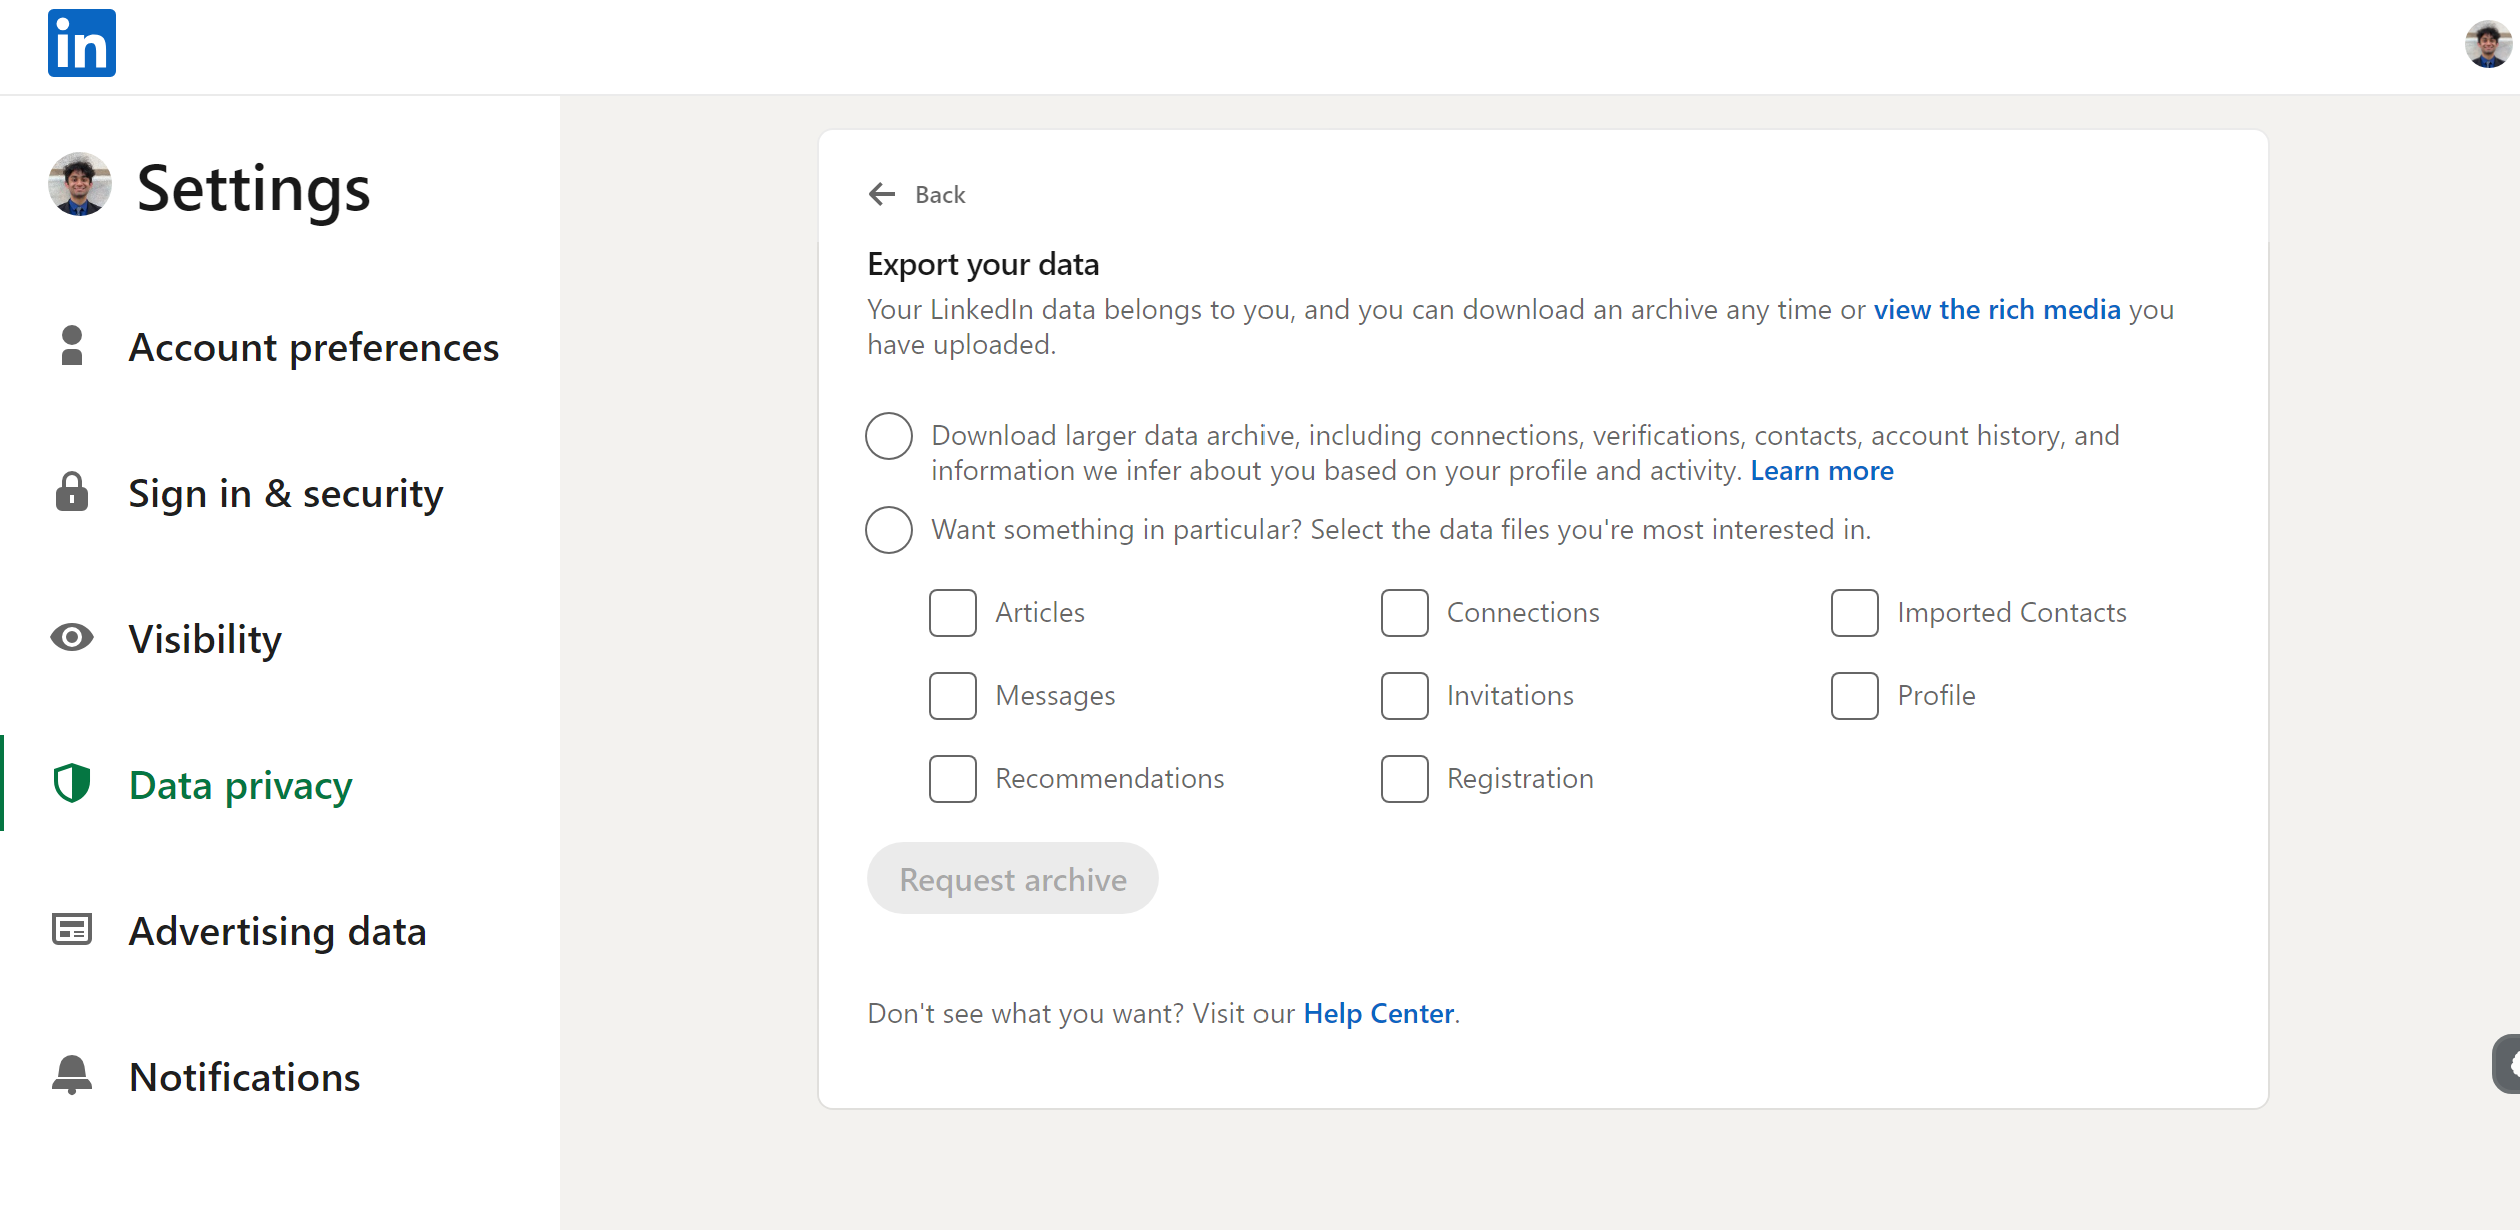 in
Settings
Account preferences
Sign in & security
Visibility
Data privacy
Advertising data
Notifications
Back
Export your data
Your LinkedIn data belongs to you, and you can download an archive any time or view the rich media you
have uploaded.
Download larger data archive, including connections, verifications, contacts, account history, and
information we infer about you based on your profile and activity. Learn more
Want something in particular? Select the data files you're most interested in.
Articles Connections Imported Contacts
Messages Invitations Profile
Recommendations Registration
Request archive
Don't see what you want? Visit our Help Center.